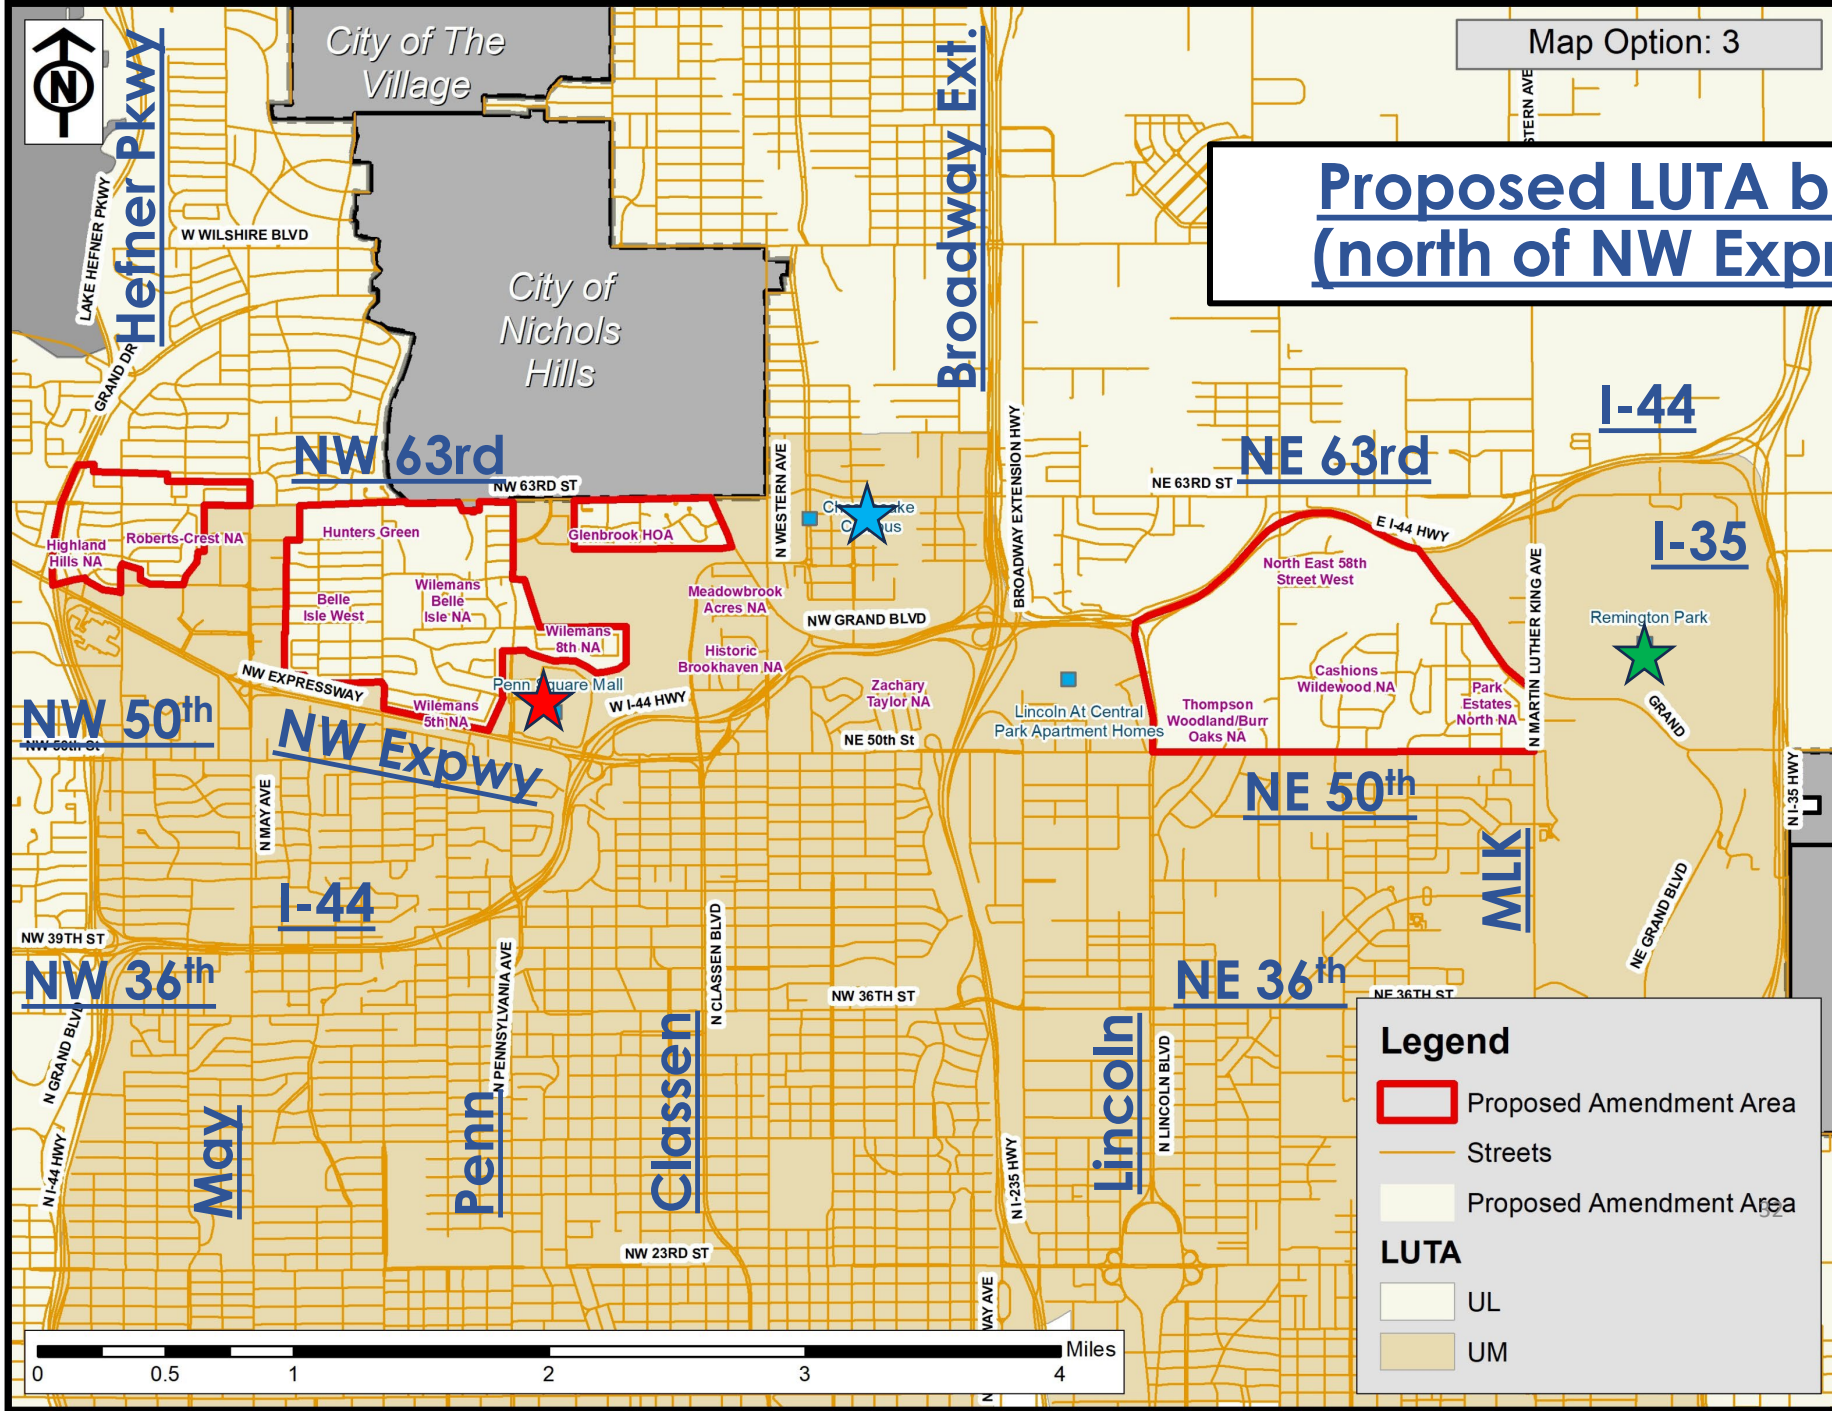 N
City of The
Village
Map Option: 3
Hefner Pkwy
Broadway Ext.
Proposed LUTA b
(north of NW Exp
LAKE HEFNER PKWY
W WILSHIRE BLVD
City of
Nichols
Hills
GRAND DR
I-44
NW 63rd
NE 63rd
NW 63RD ST
NE 63RD ST
N WESTERN AVE
BROADWAY EXTENSION HWY
E I-44 HWY
I-35
Highland
Hills NA
Roberts-Crest NA
Hunters Green
Glenbrook HOA
Belle
Isle West
Wilemans
Belle
Isle NA
Wilemans
8th NA
Meadowbrook
Acres NA
NW GRAND BLVD
Historic
Brookhaven NA
North East 58th
Street West
N MARTIN LUTHER KING AVE
Remington Park
NW EXPRESSWAY
Penn Square Mall
W I-44 HWY
Wilemans
5th NA
Zachary
Taylor NA
Lincoln At Central
Park Apartment Homes
Cashions
Wildewood NA
Thompson
Woodland/Burr
Oaks NA
Park
Estates
North NA
GRAND
NW 50th
NW 50th St
NW Expwy
NE 50th St
NE 50th
N MAY AVE
N I-35 HWY
MLK
I-44
NW 39TH ST
NW 36th
N PENNSYLVANIA AVE
N CLASSEN BLVD
NW 36TH ST
NE 36th
NE 36TH ST
NE GRAND BLVD
N GRAND BLVD
N I-44 HWY
May
Penn
Classen
Lincoln
N LINCOLN BLVD
N I-235 HWY
NW 23RD ST
WAY AVE
N
Legend
Proposed Amendment Area
Streets
Proposed Amendment Area
32
LUTA
UL
UM
0 0.5 1 2 3 4 Miles